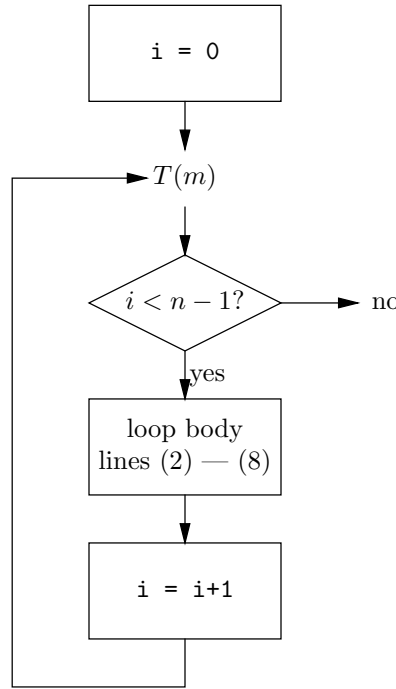 i = 0
T(m)
i < n − 1?
no
yes
loop body
lines (2) — (8)
i = i+1